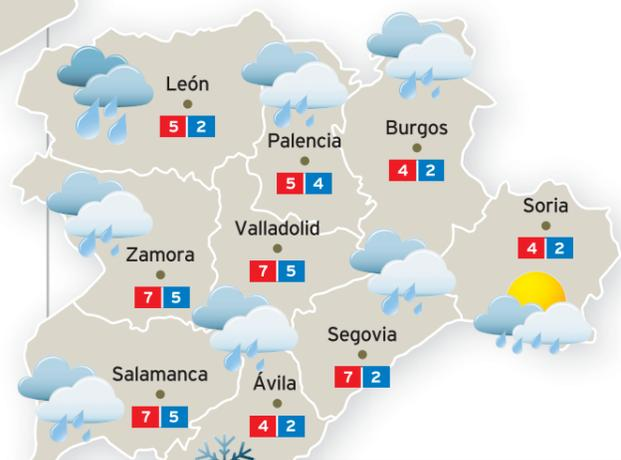 León
5 2
Palencia
5 4
Burgos
4 2
Soria
4 2
Valladolid
7 5
Zamora
7 5
Segovia
7 2
Salamanca
7 5
Ávila
4 2